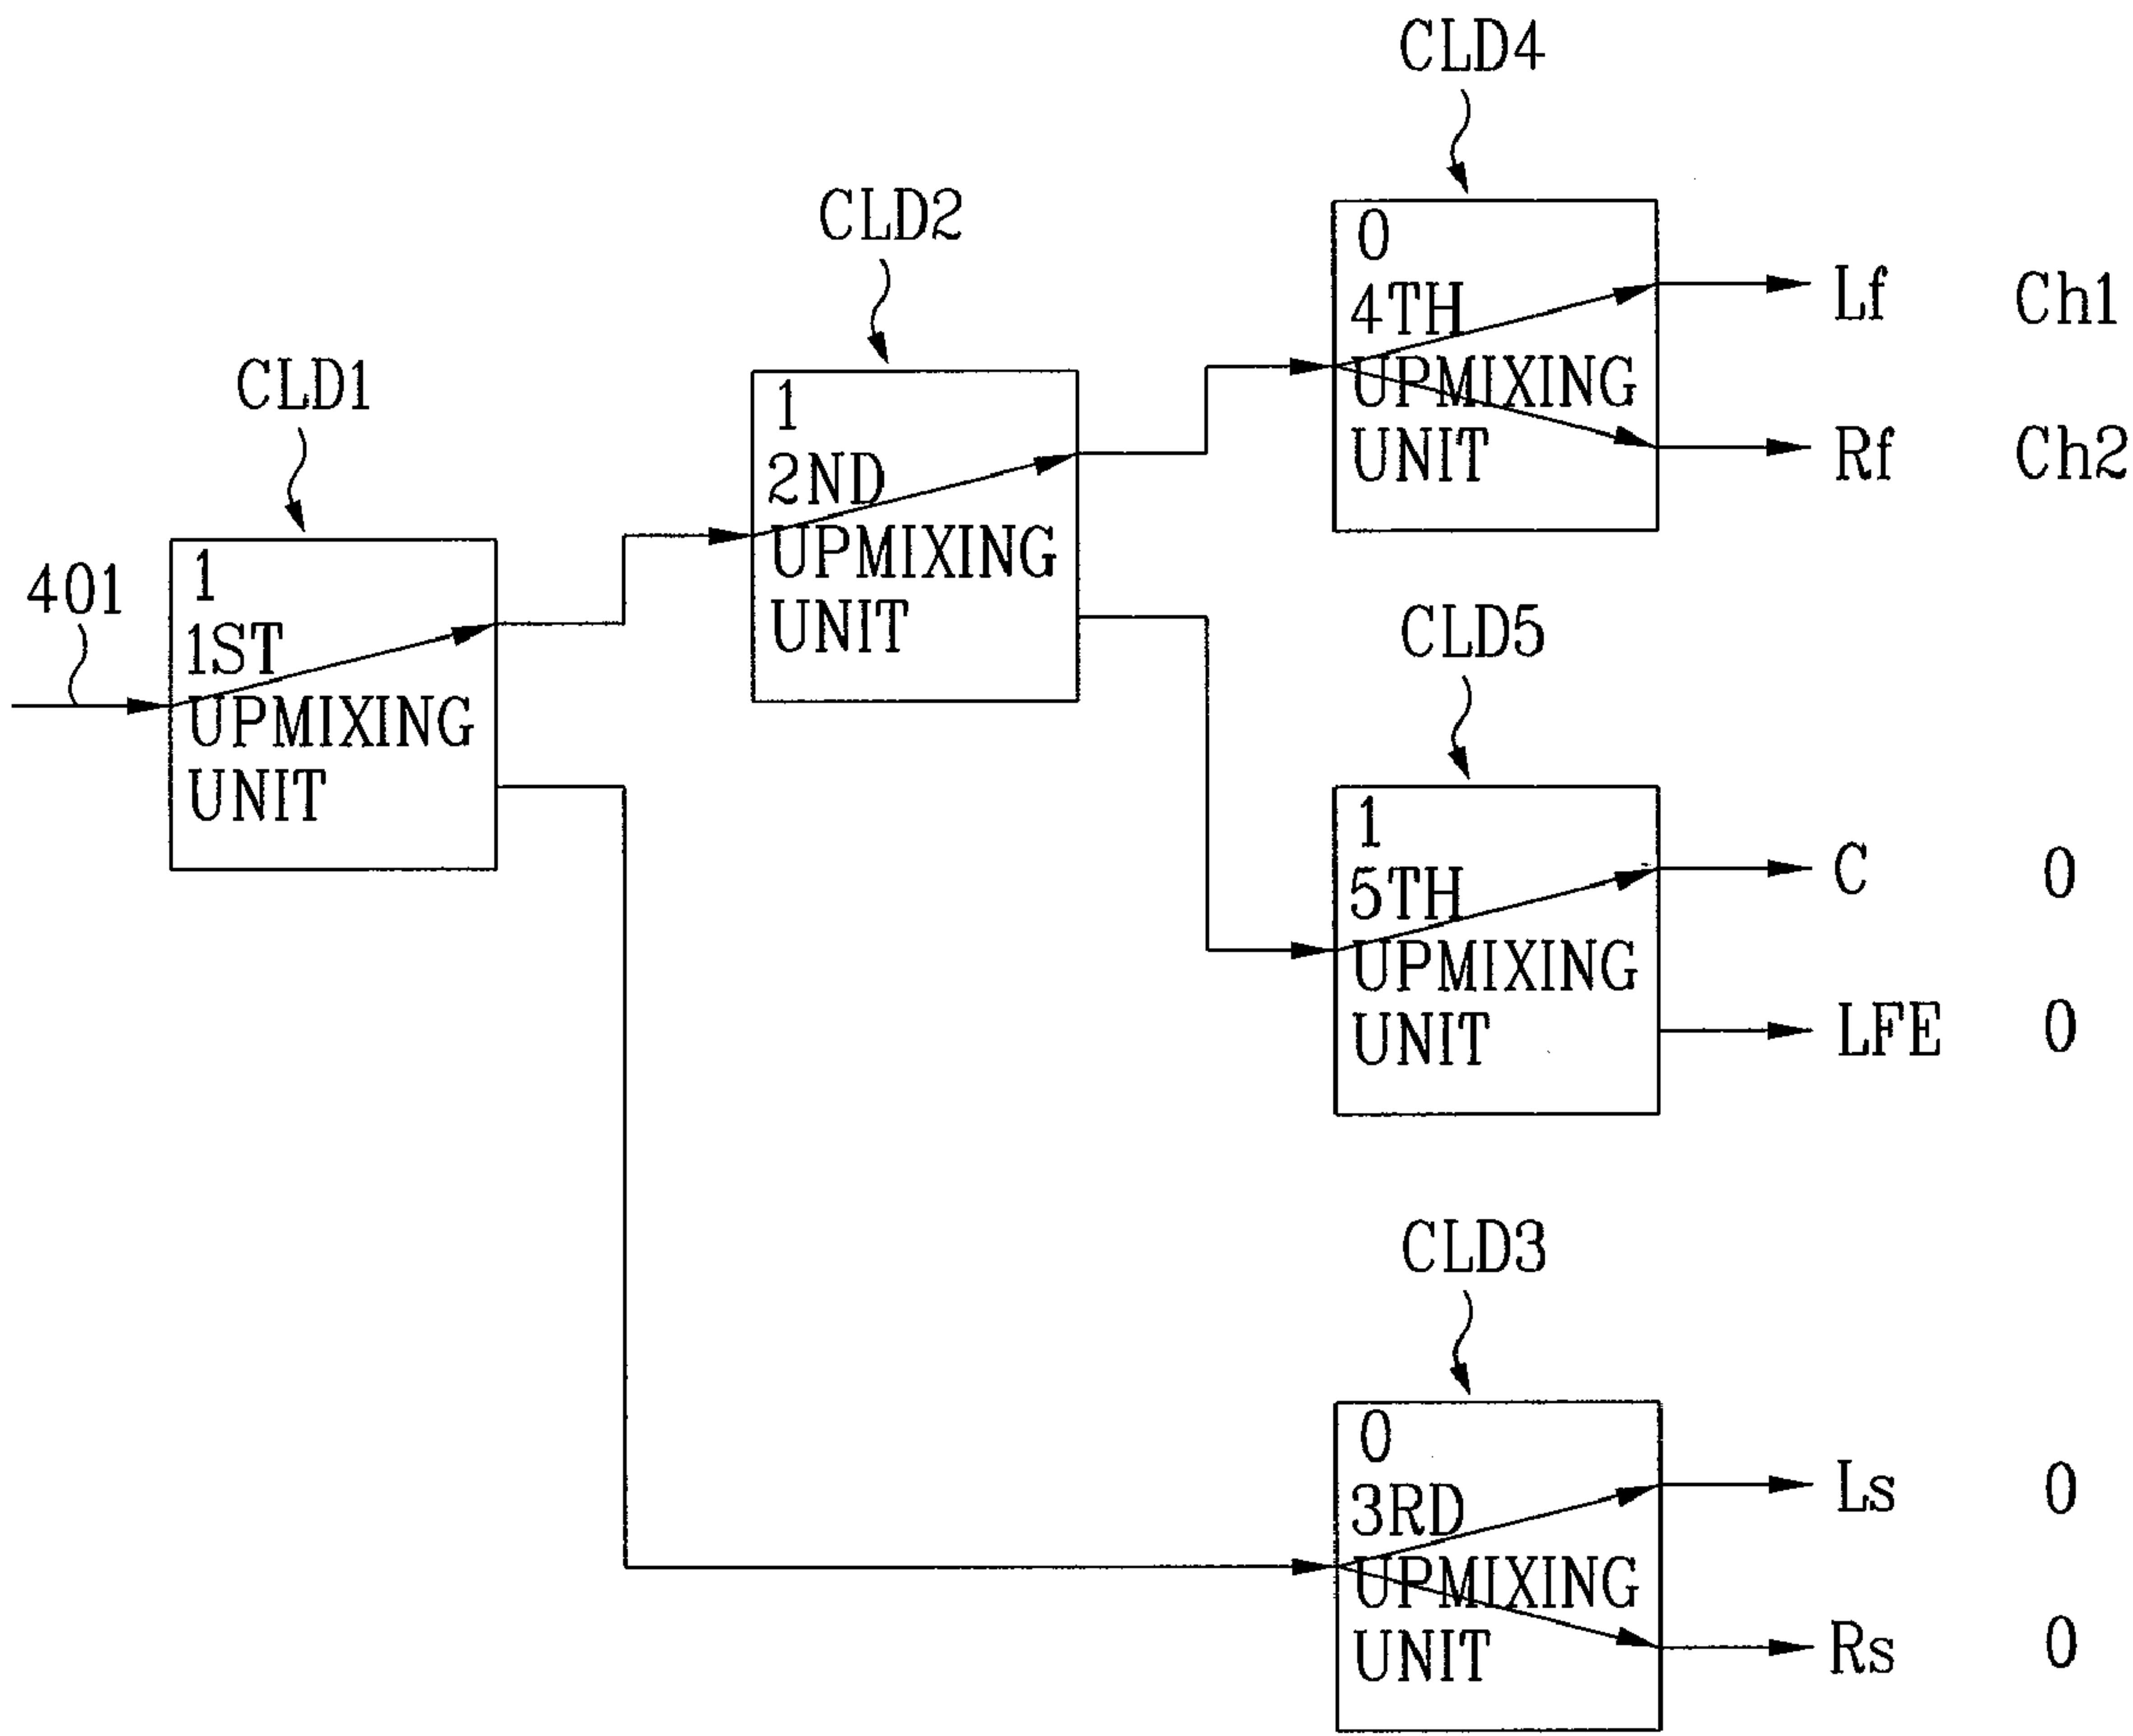 CLD4
0
4TH
UPMIXING
UNIT
Lf Ch1
Rf Ch2
CLD2
1
2ND
UPMIXING
UNIT
CLD1
401
1
1ST
UPMIXING
UNIT
CLD5
1
5TH
UPMIXING
UNIT
C 0
LFE 0
CLD3
0
3RD
UPMIXING
UNIT
Ls 0
Rs 0